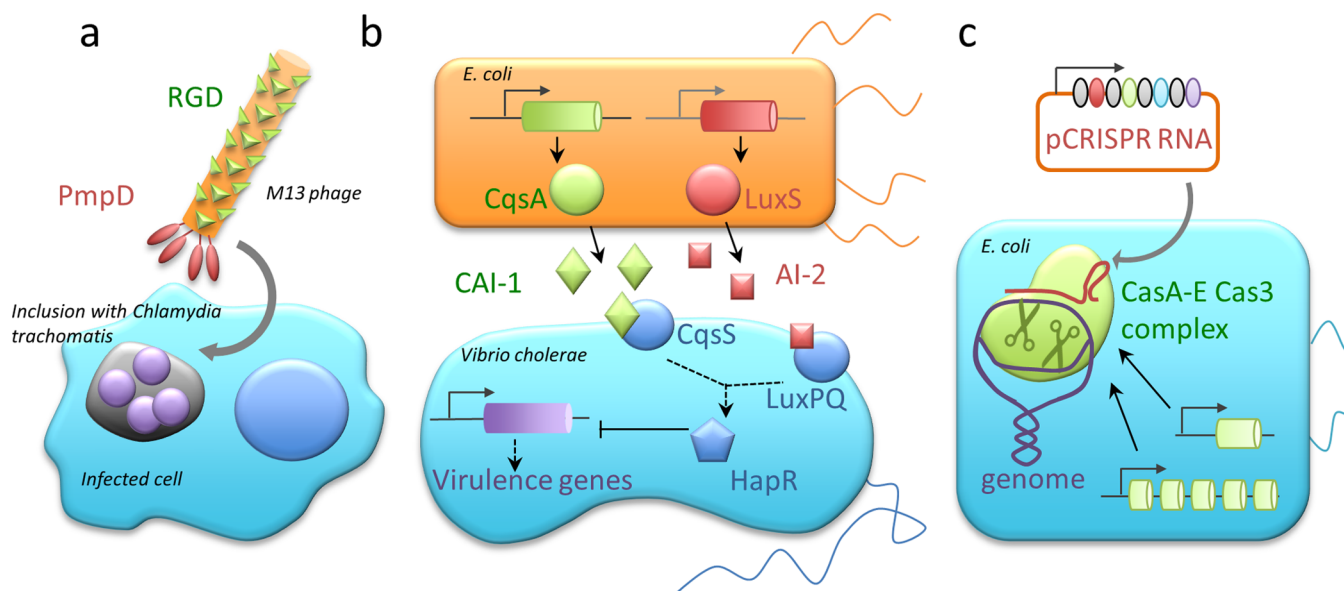 a
RGD
PmpD
M13 phage
Inclusion with Chlamydia
trachomatis
Infected cell
b
E. coli
CqsA
LuxS
CAI-1
AI-2
CqsS
Vibrio cholerae
LuxPQ
Virulence genes
HapR
c
pCRISPR RNA
E. coli
CasA-E Cas3
complex
genome